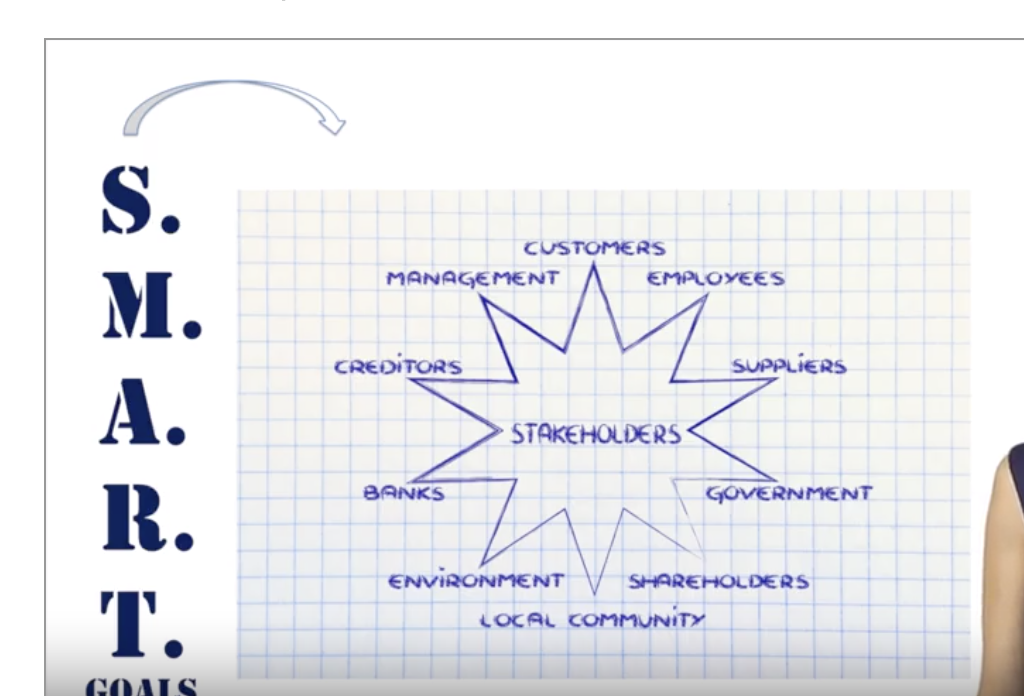 S.
M.
A.
R.
T.
GOALS
CUSTOMERS
MANAGEMENT EMPLOYEES
CREDITORS SUPPLIERS
STAKEHOLDERS
BANKS GOVERNMENT
ENVIRONMENT SHAREHOLDERS
LOCAL COMMUNITY